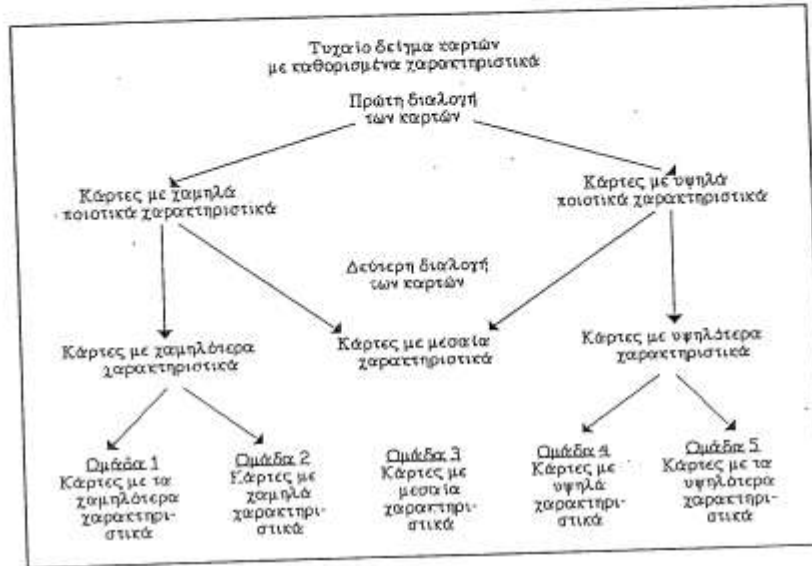 Τυχαίο δείγμα καρτών
με καθορισμένα χαρακτηριστικά
Πρώτη διαλογή
των καρτών
Κάρτες με χαμηλά
ποιοτικά χαρακτηριστικά
Κάρτες με υψηλά
ποιοτικά χαρακτηριστικά
Δεύτερη διαλογή
των καρτών
Κάρτες με χαμηλότερα
χαρακτηριστικά
Κάρτες με μεσαία
χαρακτηριστικά
Κάρτες με υψηλότερα
χαρακτηριστικά
Ομάδα 1
Κάρτες με τα
χαμηλότερα
χαρακτηρι-
στικά
Ομάδα 2
Κάρτες με
χαμηλά
χαρακτηρι-
στικά
Ομάδα 3
Κάρτες με
μεσαία
χαρακτηρι-
στικά
Ομάδα 4
Κάρτες με
υψηλά
χαρακτηρι-
στικά
Ομάδα 5
Κάρτες με τα
υψηλότερα
χαρακτηρι-
στικά